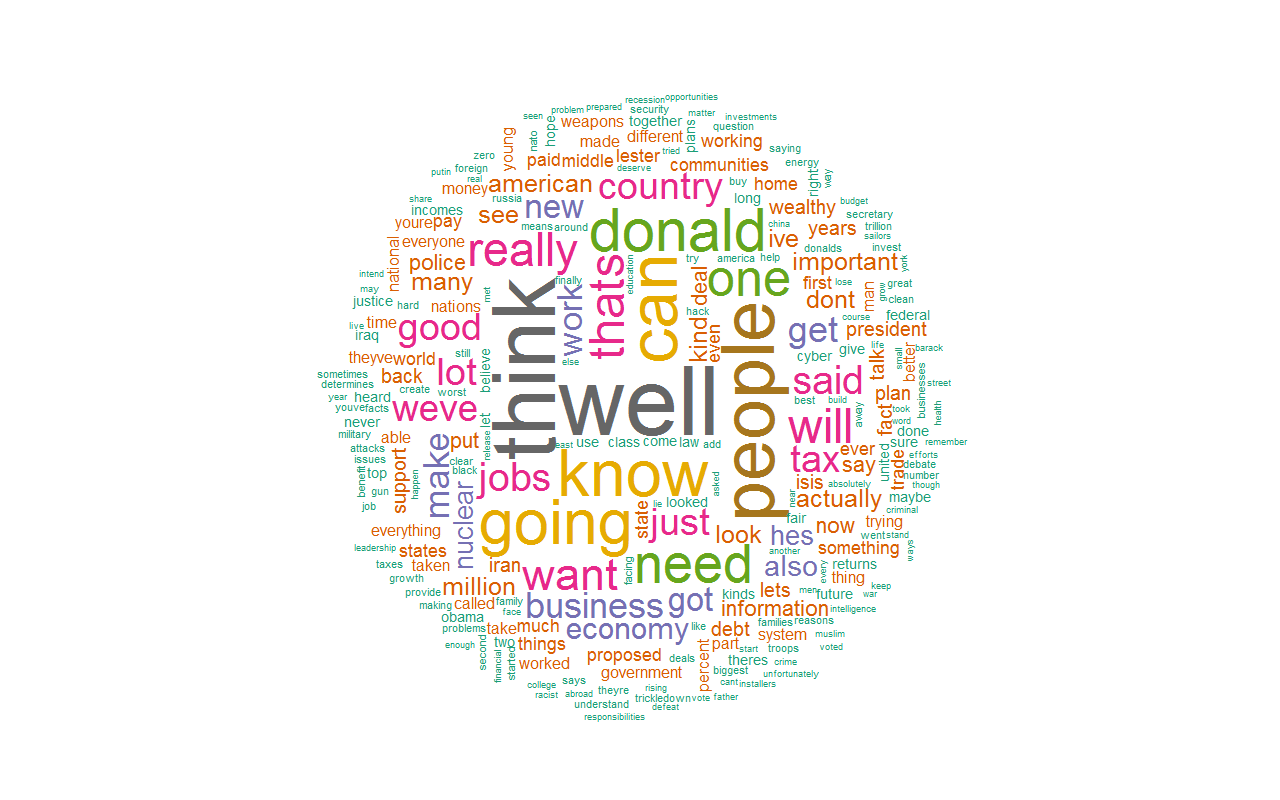 recession opportunities
problem prepared security matter investments
seen weapons together plans question
nato hope made different working
young tried saying
zero paid middle lester communities energy
putin foreign deserve right way
real money american country buy home
share russia new long wealthy budget
incomes see donald secretary
youre pay means around ive years trillion
china sailors
national everyone really thats can donalds invest
police try america help important york
intend finally education kind deal one first lose great
may many met hack man grow clean
justice hard nations work even dont
live time good course federal
iraq think people get president
theyve world still cyber give talk life small barack
sometimes back lot believe said better street
determines create worst well best build plan businesses
year heard weve let away fact took health
youve facts will word
never put release done
military able east use class come law add tax ever sure remember
attacks make clear know say united trade efforts
issues black debate
top support jobs asked near isis absolutely number
benefit gun happen lie looked actually though
job nuclear going state just fair maybe
everything look hes now trying criminal
leadership states need another something went stand
taxes taken iran facing also every returns ways
growth want thing
provide million kinds lets men future keep
making called family business got information war intelligence
obama face economy like families reasons
problems take much debt system muslim
enough two things part start troops voted
second started worked proposed deals percent theres crime
financial government biggest unfortunately
says cant installers
college theyre rising
racist abroad trickledown vote father
understand defeat
responsibilities